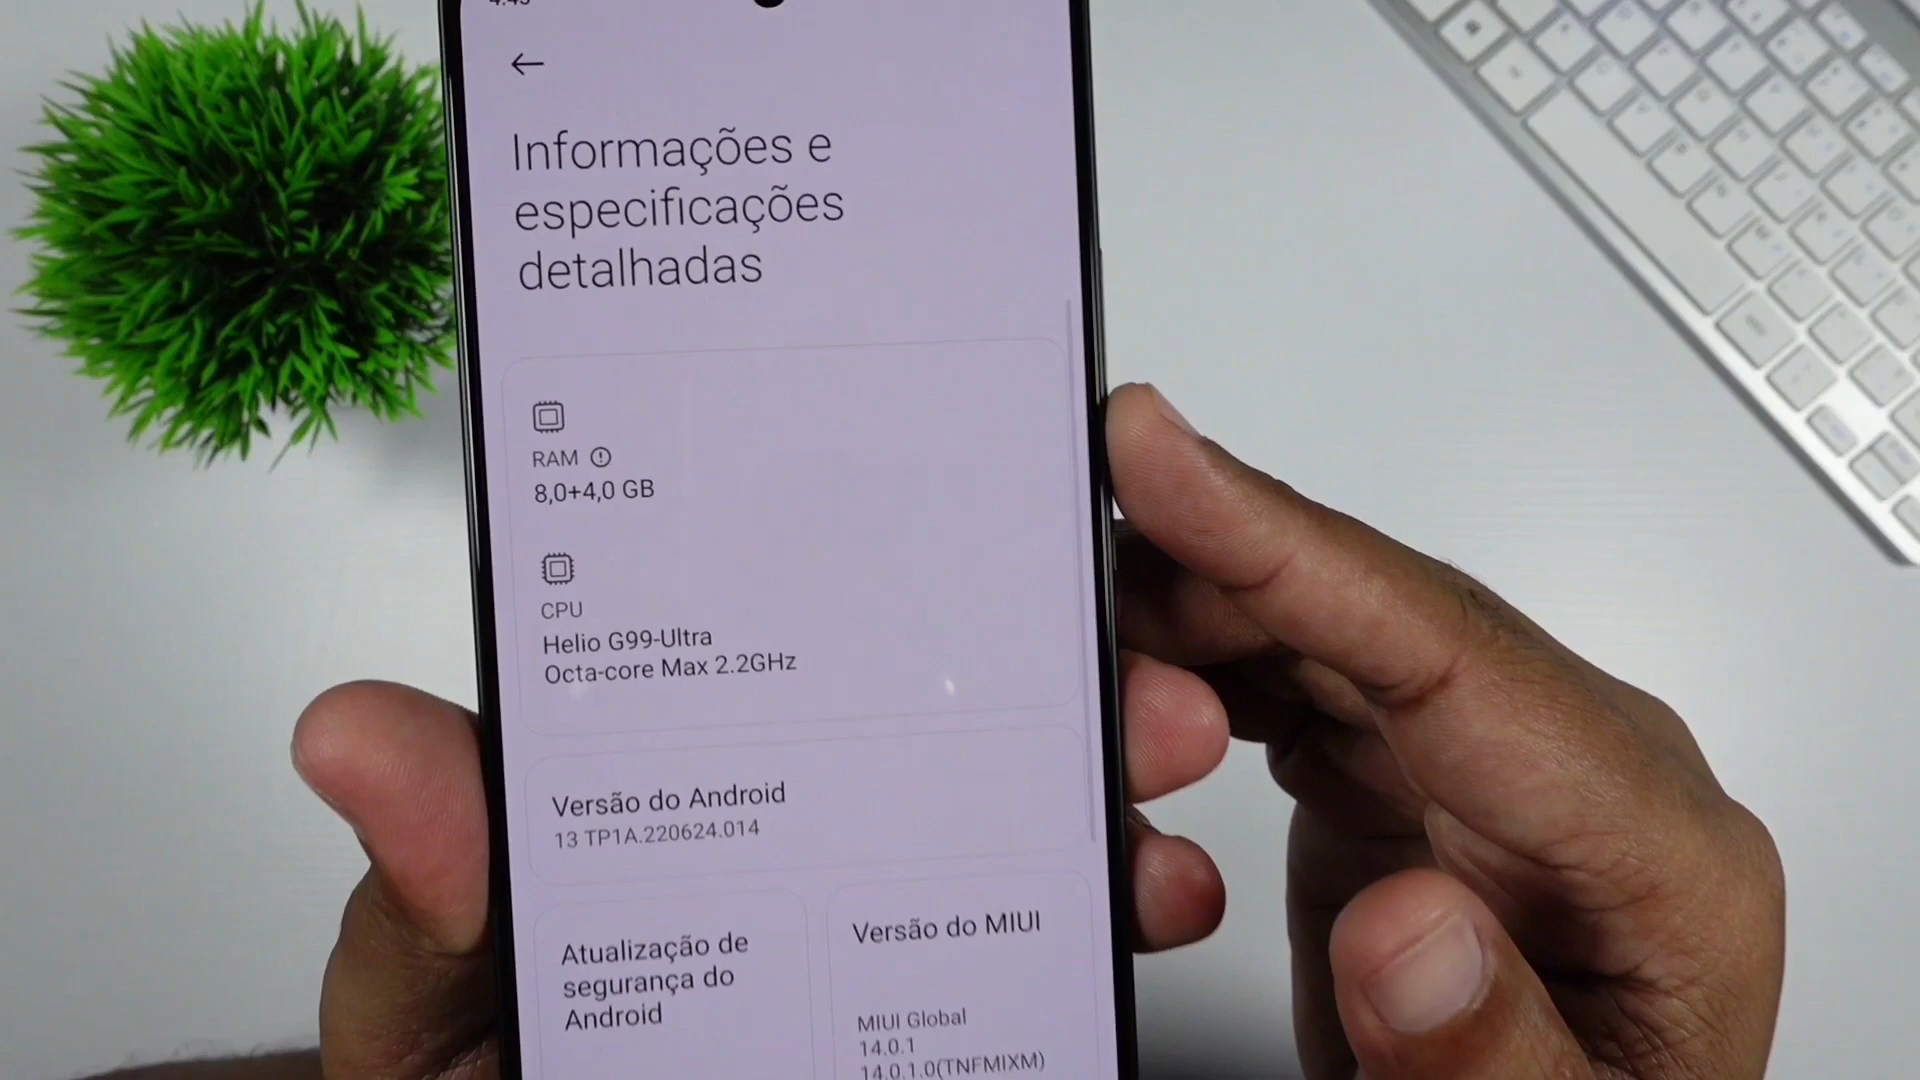 4:45
Informações e
especificações
detalhadas
RAM
8,0+4,0 GB
CPU
Helio G99-Ultra
Octa-core Max 2.2GHz
Versão do Android
13 TP1A.220624.014
Atualização de
segurança do
Android
Versão do MIUI
MIUI Global
14.0.1
14.0.1.0(TNFMIXM)